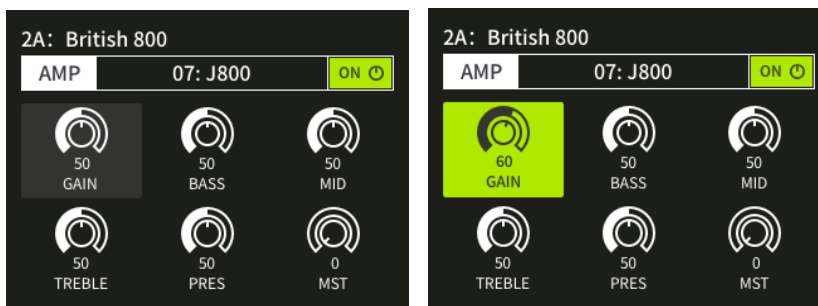 2A: British 800
AMP 07: J800 ON
50 50 50
GAIN BASS MID
50 50 0
TREBLE PRES MST
2A: British 800
AMP 07: J800 ON
60 50 50
GAIN BASS MID
50 50 0
TREBLE PRES MST